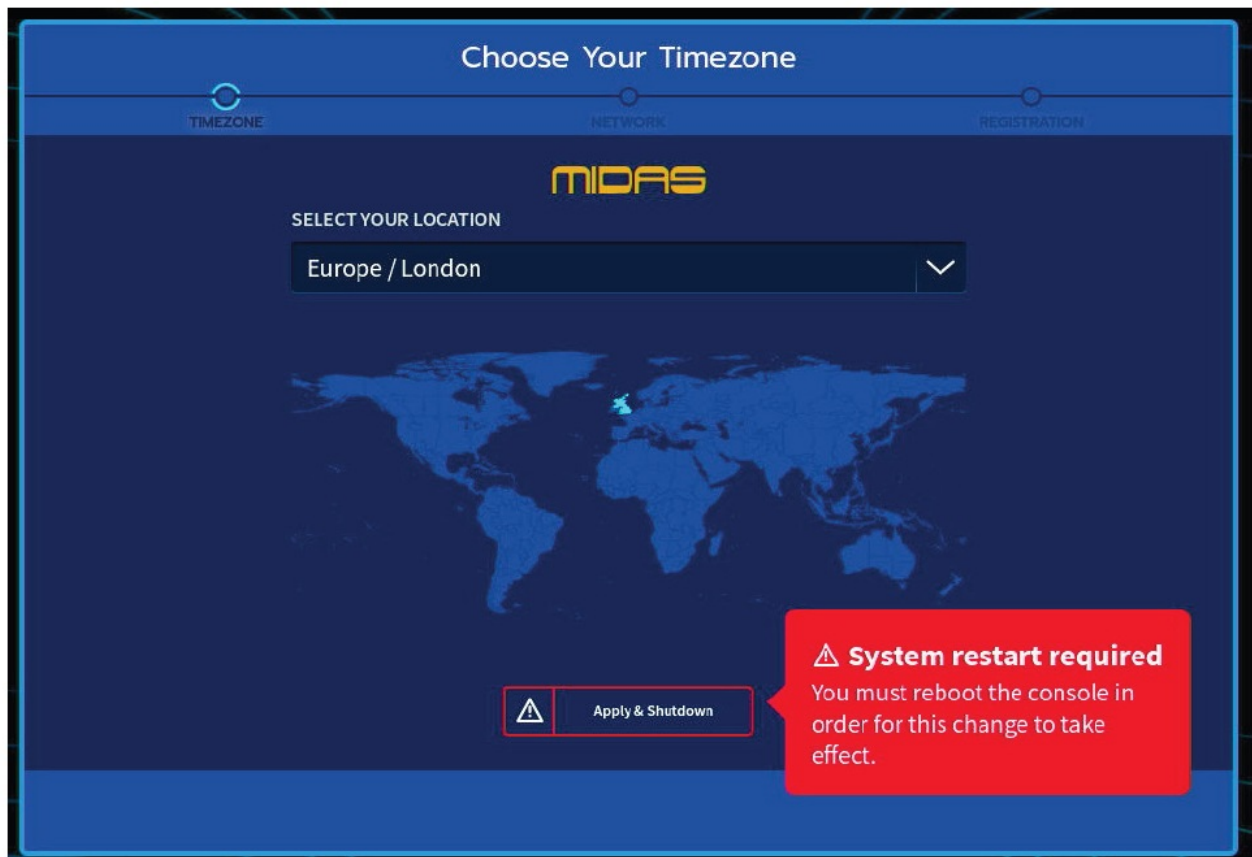 Choose Your Timezone
TIMEZONE
NETWORK
REGISTRATION
MIDAS
SELECT YOUR LOCATION
Europe / London
System restart required
You must reboot the console in
order for this change to take
effect.
Apply & Shutdown